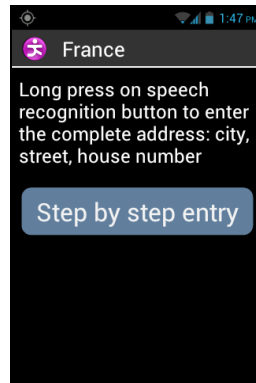 1:47 PM
France
Long press on speech
recognition button to enter
the complete address: city,
street, house number
Step by step entry